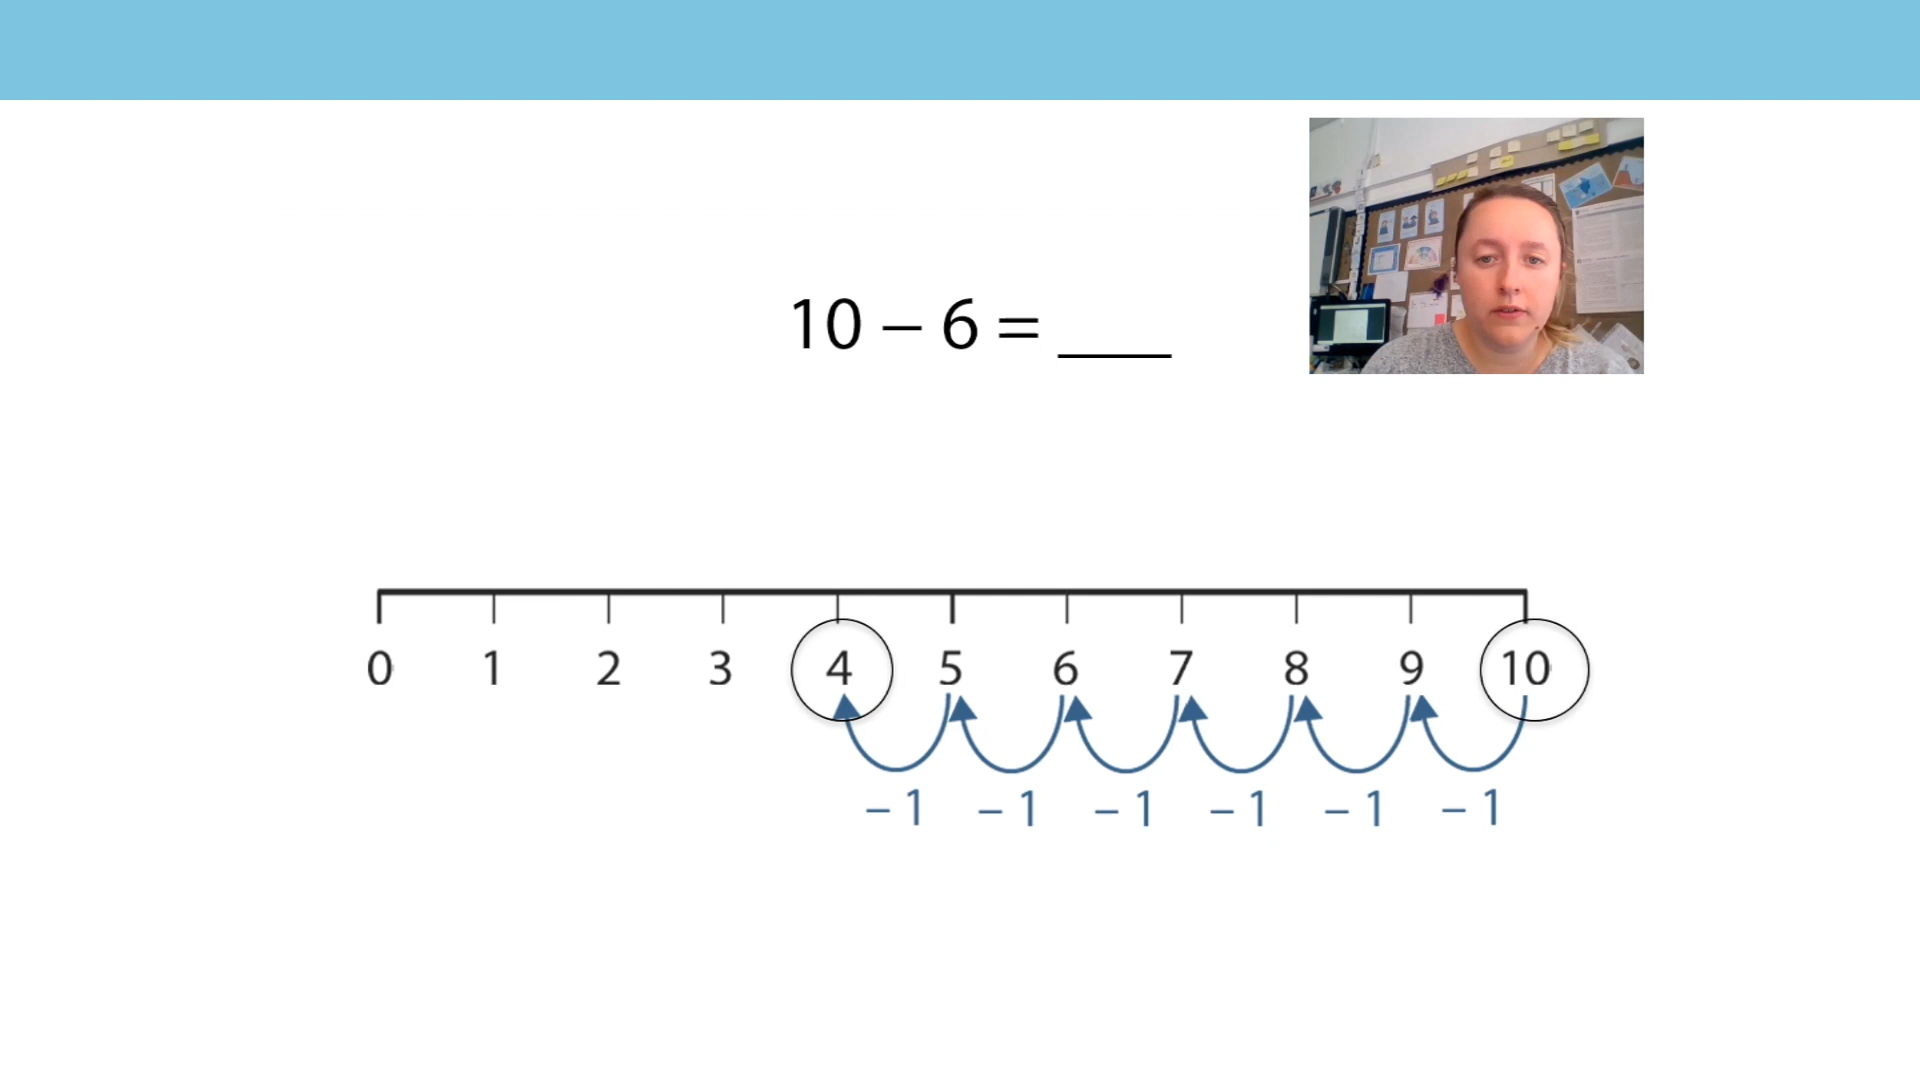 10 – 6 = ___
0 1 2 3 4 5 6 7 8 9 10
– 1 – 1 – 1 – 1 – 1 – 1